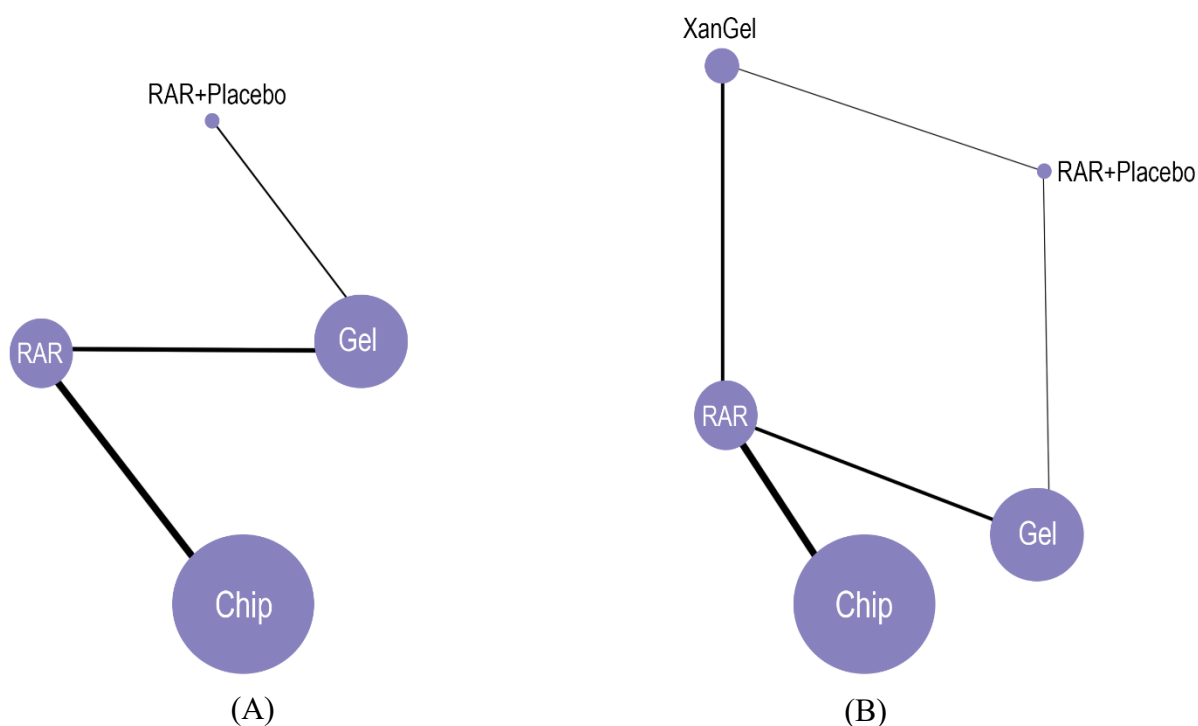 RAR+Placebo
RAR
Gel
Chip
(A)
XanGel
RAR+Placebo
RAR
Gel
Chip
(B)